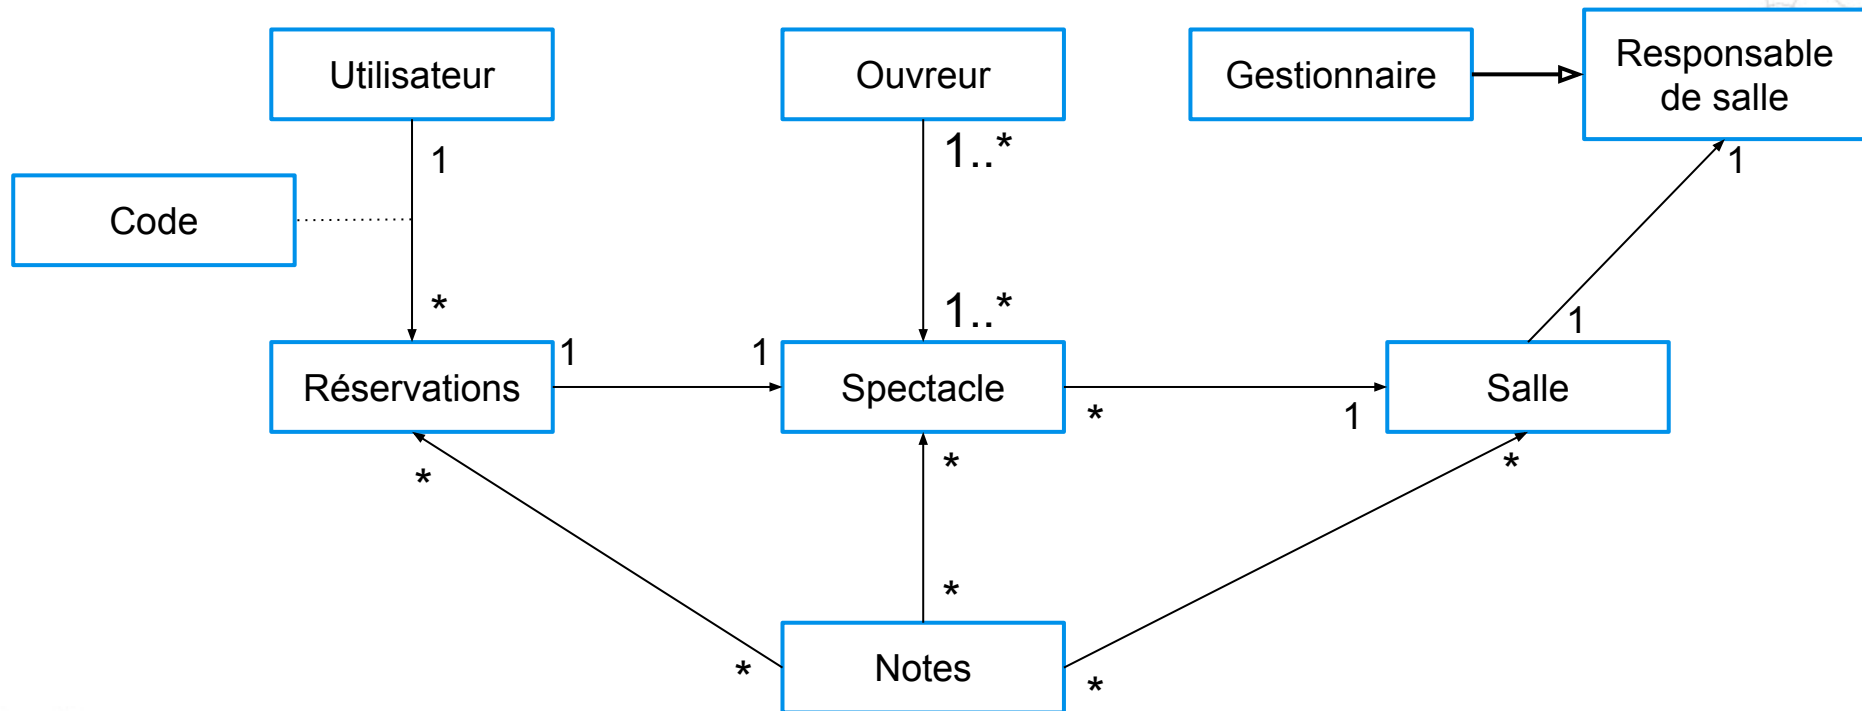 Utilisateur
Ouvreur
Gestionnaire
Responsable
de salle
1
1..*
1
Code
*
1..*
1
1
1
Réservations
Spectacle
Salle
*
1
*
*
*
*
*
*
Notes